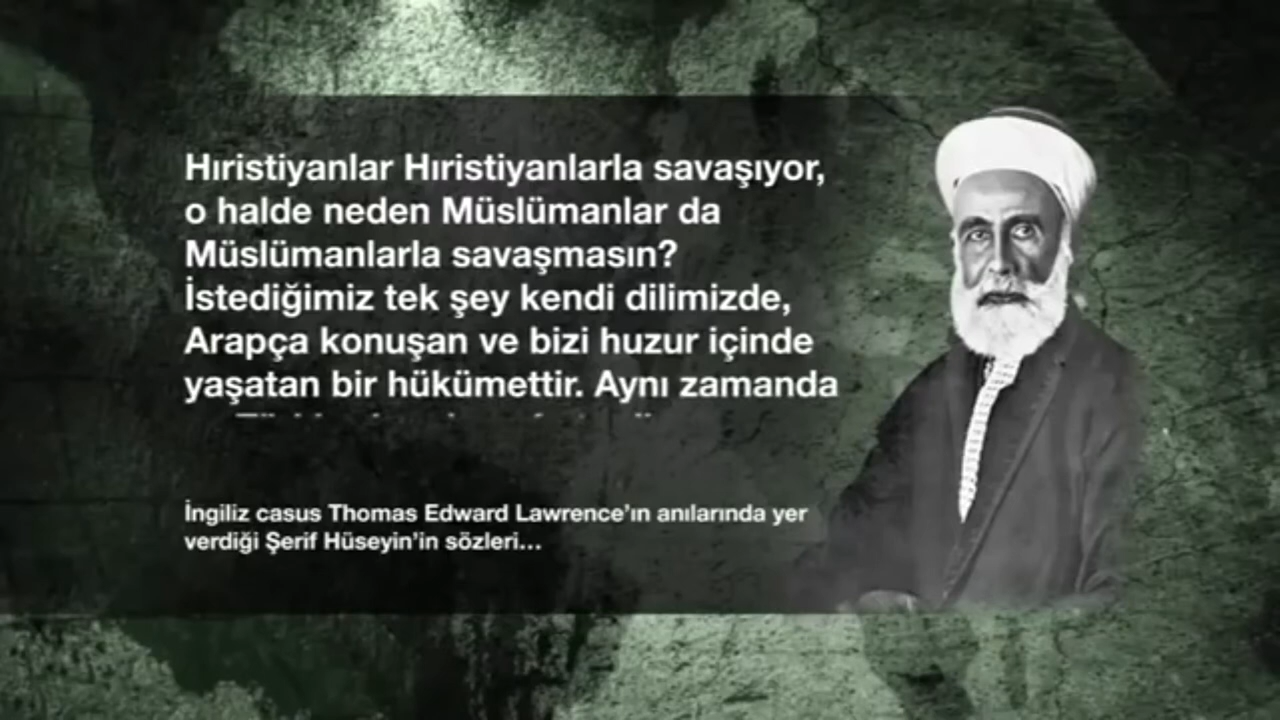 Hıristiyanlar Hıristiyanlarla savaşıyor,
o halde neden Müslümanlar da
Müslümanlarla savaşmasın?
İstediğimiz tek şey kendi dilimizde,
Arapça konuşan ve bizi huzur içinde
yaşatan bir hükümettir. Aynı zamanda
İngiliz casus Thomas Edward Lawrence’ın anılarında yer
verdiği Şerif Hüseyin’in sözleri...